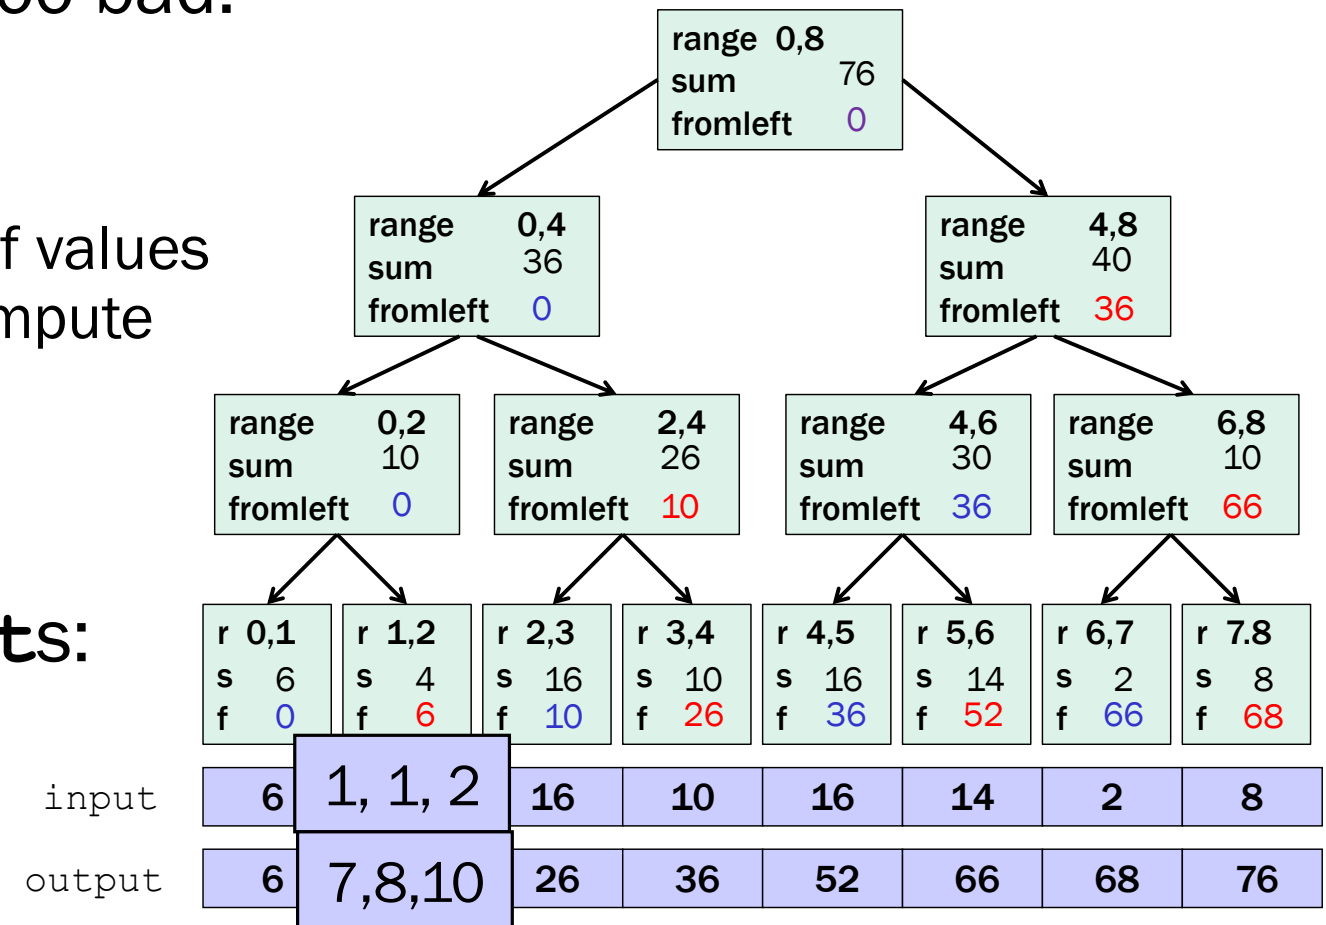 oo bad.
range 0,8
sum 76
fromleft 0
f values
mpute
range 0,4
sum 36
fromleft 0
range 4,8
sum 40
fromleft 36
range 0,2
sum 10
fromleft 0
range 2,4
sum 26
fromleft 10
range 4,6
sum 30
fromleft 36
range 6,8
sum 10
fromleft 66
ts:
r 0,1
s 6
f 0
r 1,2
s 4
f 6
r 2,3
s 16
f 10
r 3,4
s 10
f 26
r 4,5
s 16
f 36
r 5,6
s 14
f 52
r 6,7
s 2
f 66
r 7.8
s 8
f 68
input 6 1, 1, 2 16 10 16 14 2 8
output 6 7,8,10 26 36 52 66 68 76